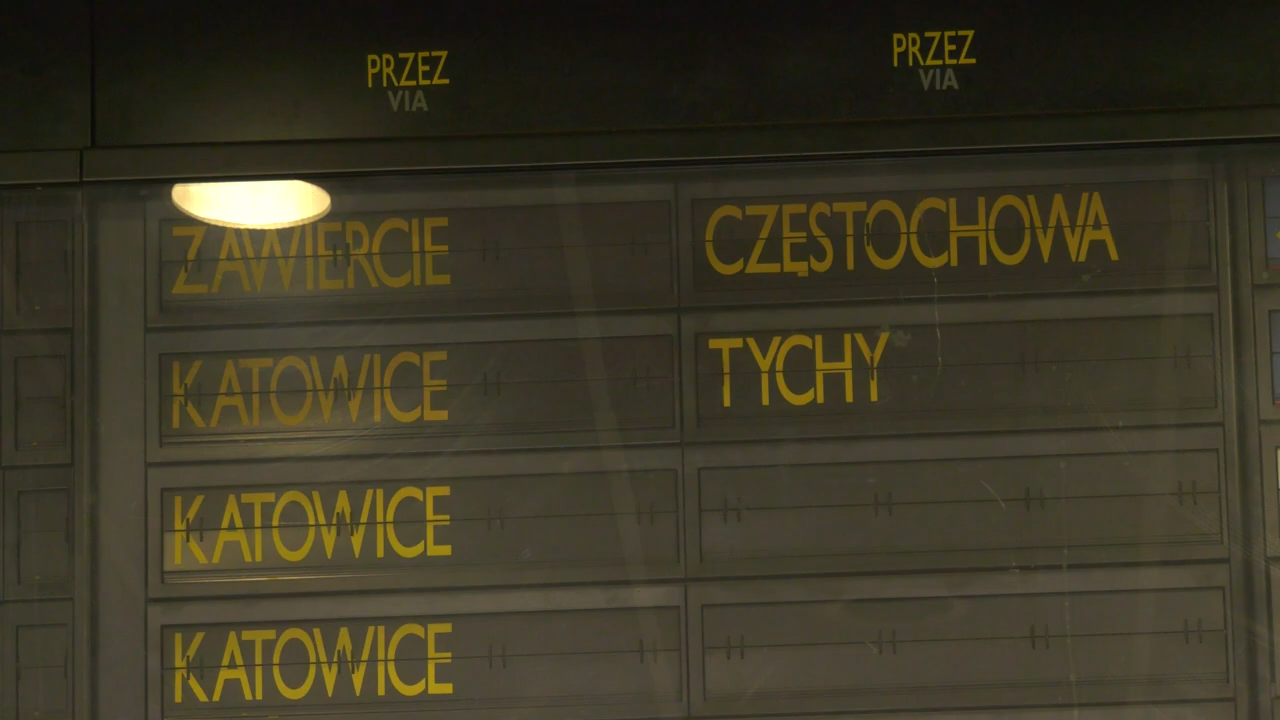 PRZEZ PRZEZ
VIA VIA
ZAWIERCIE CZĘSTOCHOWA
KATOWICE TYCHY
KATOWICE
KATOWICE